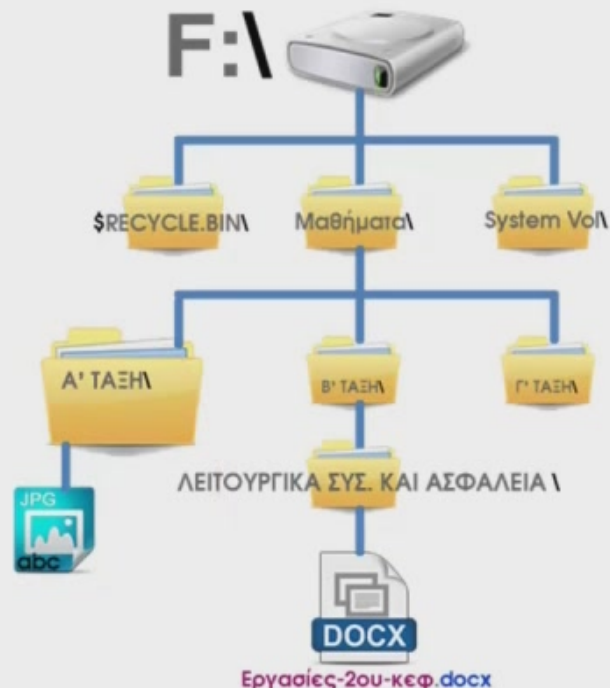 F:\
$RECYCLE.BIN\
Μαθήματα\
System Vol\
Α' ΤΑΞΗ\
Β' ΤΑΞΗ\
Γ' ΤΑΞΗ\
ΛΕΙΤΟΥΡΓΙΚΑ ΣΥΣ. ΚΑΙ ΑΣΦΑΛΕΙΑ \
JPG
abc
DOCX
Εργασίες-2ου-κεφ.docx